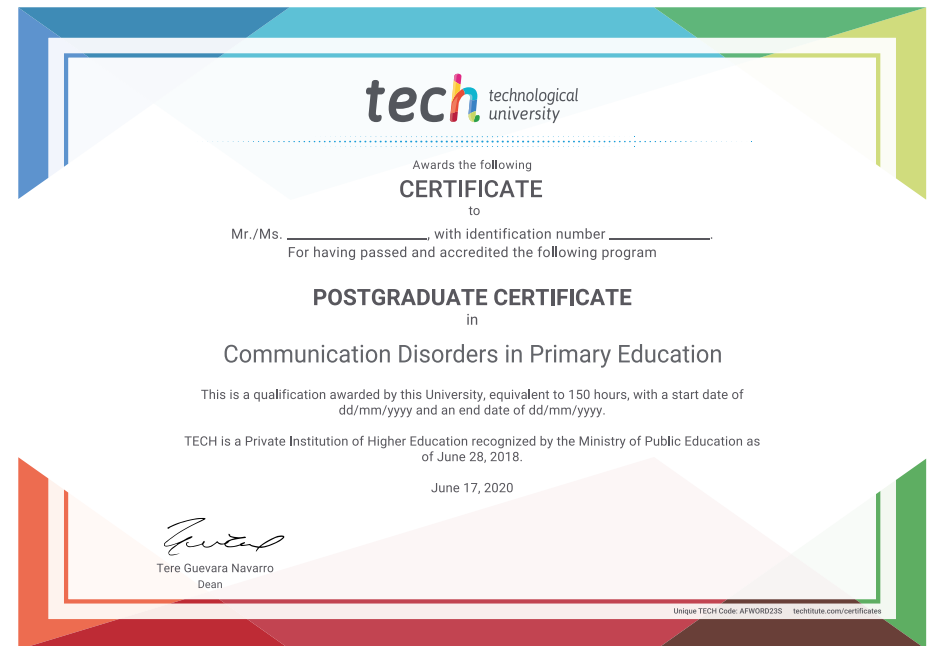 tech technological
university
Awards the following
CERTIFICATE
to
Mr./Ms. ____________________, with identification number ______________.
For having passed and accredited the following program
POSTGRADUATE CERTIFICATE
in
Communication Disorders in Primary Education
This is a qualification awarded by this University, equivalent to 150 hours, with a start date of
dd/mm/yyyy and an end date of dd/mm/yyyy.
TECH is a Private Institution of Higher Education recognized by the Ministry of Public Education as
of June 28, 2018.
June 17, 2020
Tere Guevara Navarro
Dean
Unique TECH Code: AFWORD23S techtitute.com/certificates